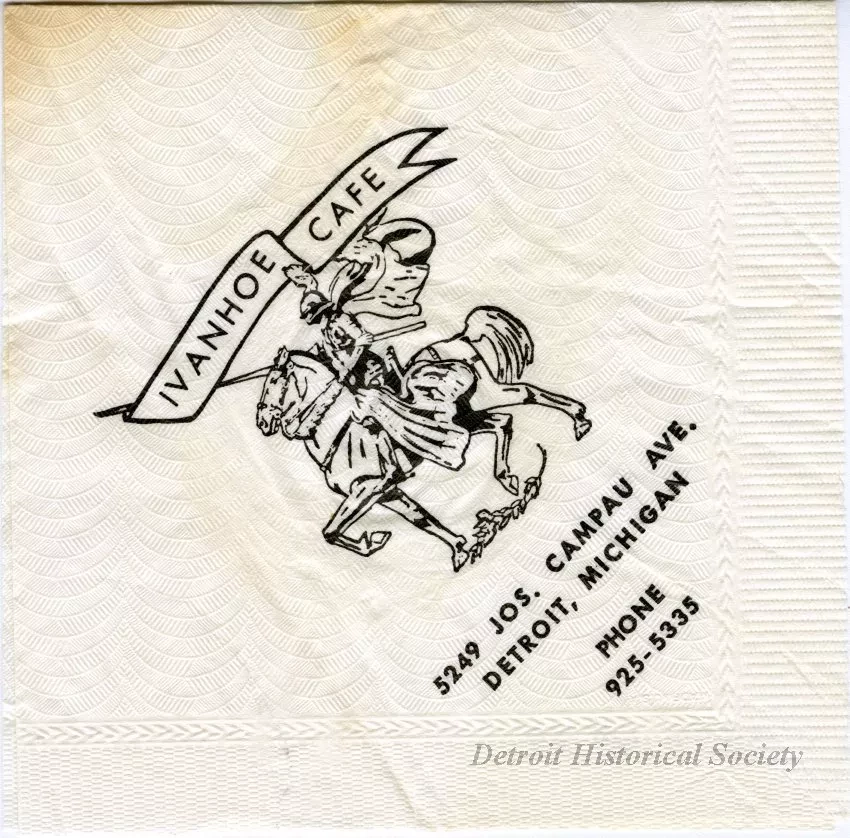 IVANHOE CAFE
5249 JOS. CAMPAU AVE.
DETROIT, MICHIGAN
PHONE
925-5335
Detroit Historical Society